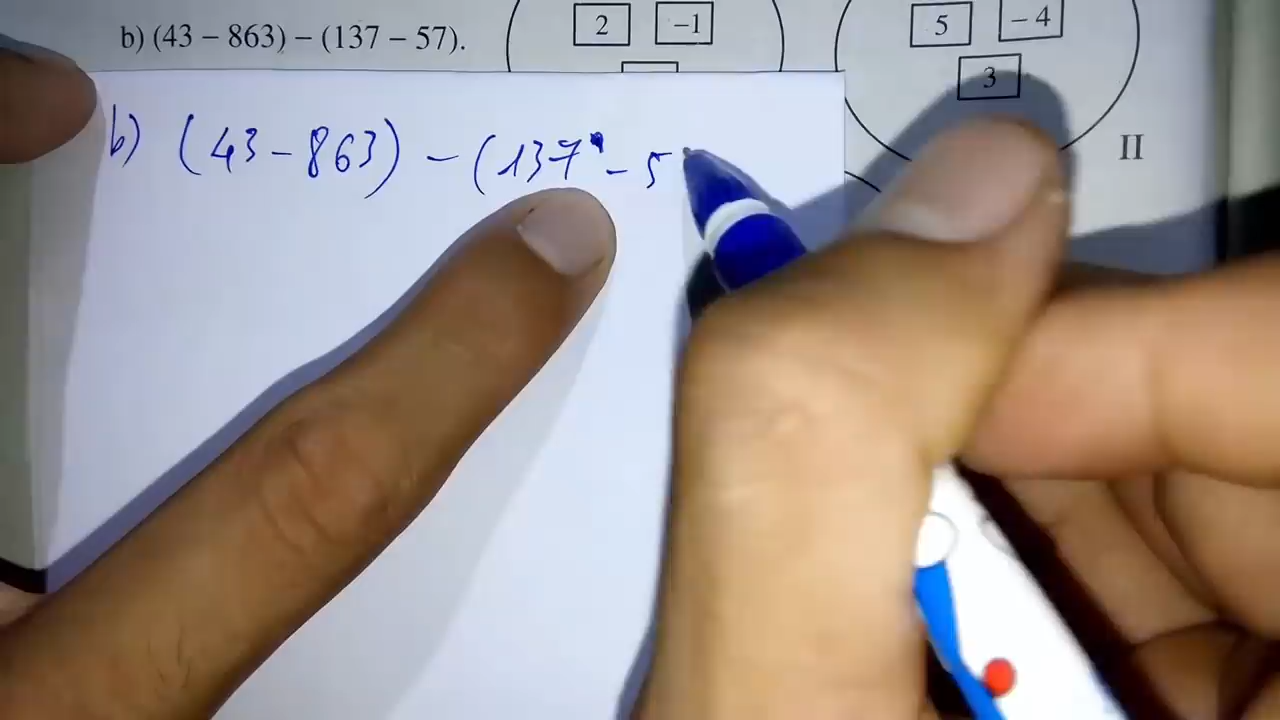 b) (43 – 863) – (137 – 57).
2 –1
5 – 4
3
II
b) (43 – 863) – (137 – 5